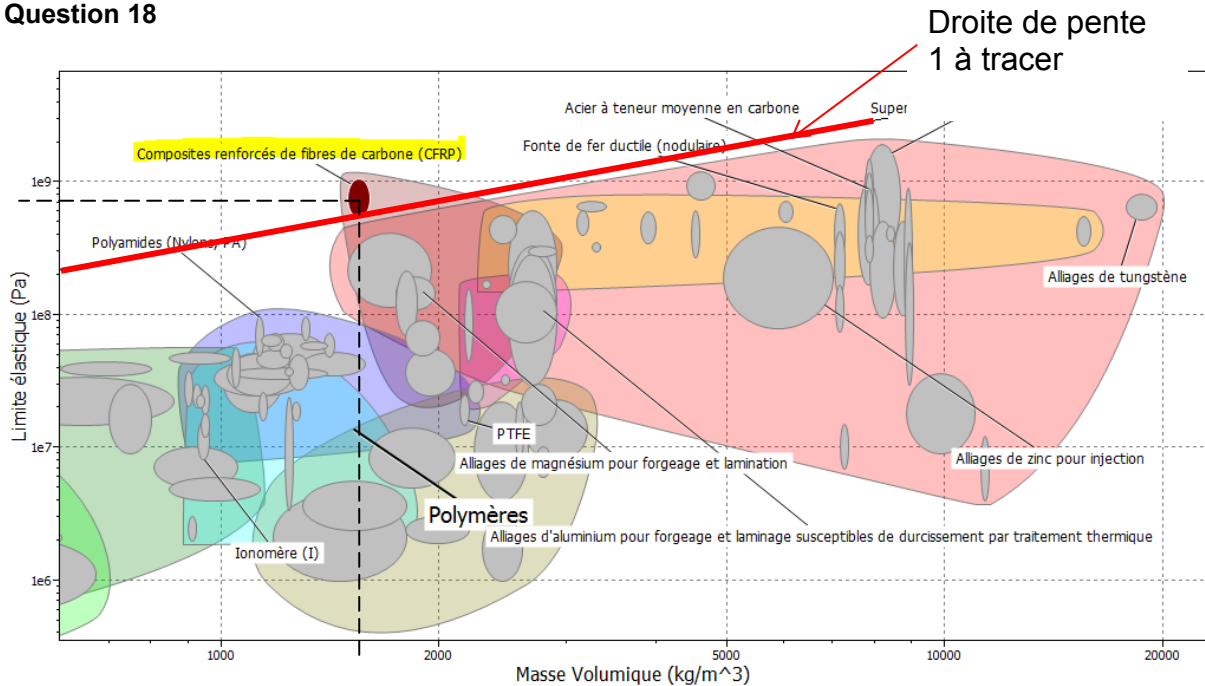 Question 18
Droite de pente
1 à tracer
Acier à teneur moyenne en carbone
Super
Composites renforcés de fibres de carbone (CFRP)
Fonte de fer ductile (nodulaire)
1e9
Polyamides (Nylons, PA)
Alliages de tungstène
Limite élastique (Pa)
1e8
PTFE
1e7
Alliages de magnésium pour forgeage et lamination
Alliages de zinc pour injection
Polymères
Alliages d'aluminium pour forgeage et laminage susceptibles de durcissement par traitement thermique
Ionomère (I)
1e6
1000
2000
5000
10000
20000
Masse Volumique (kg/m^3)